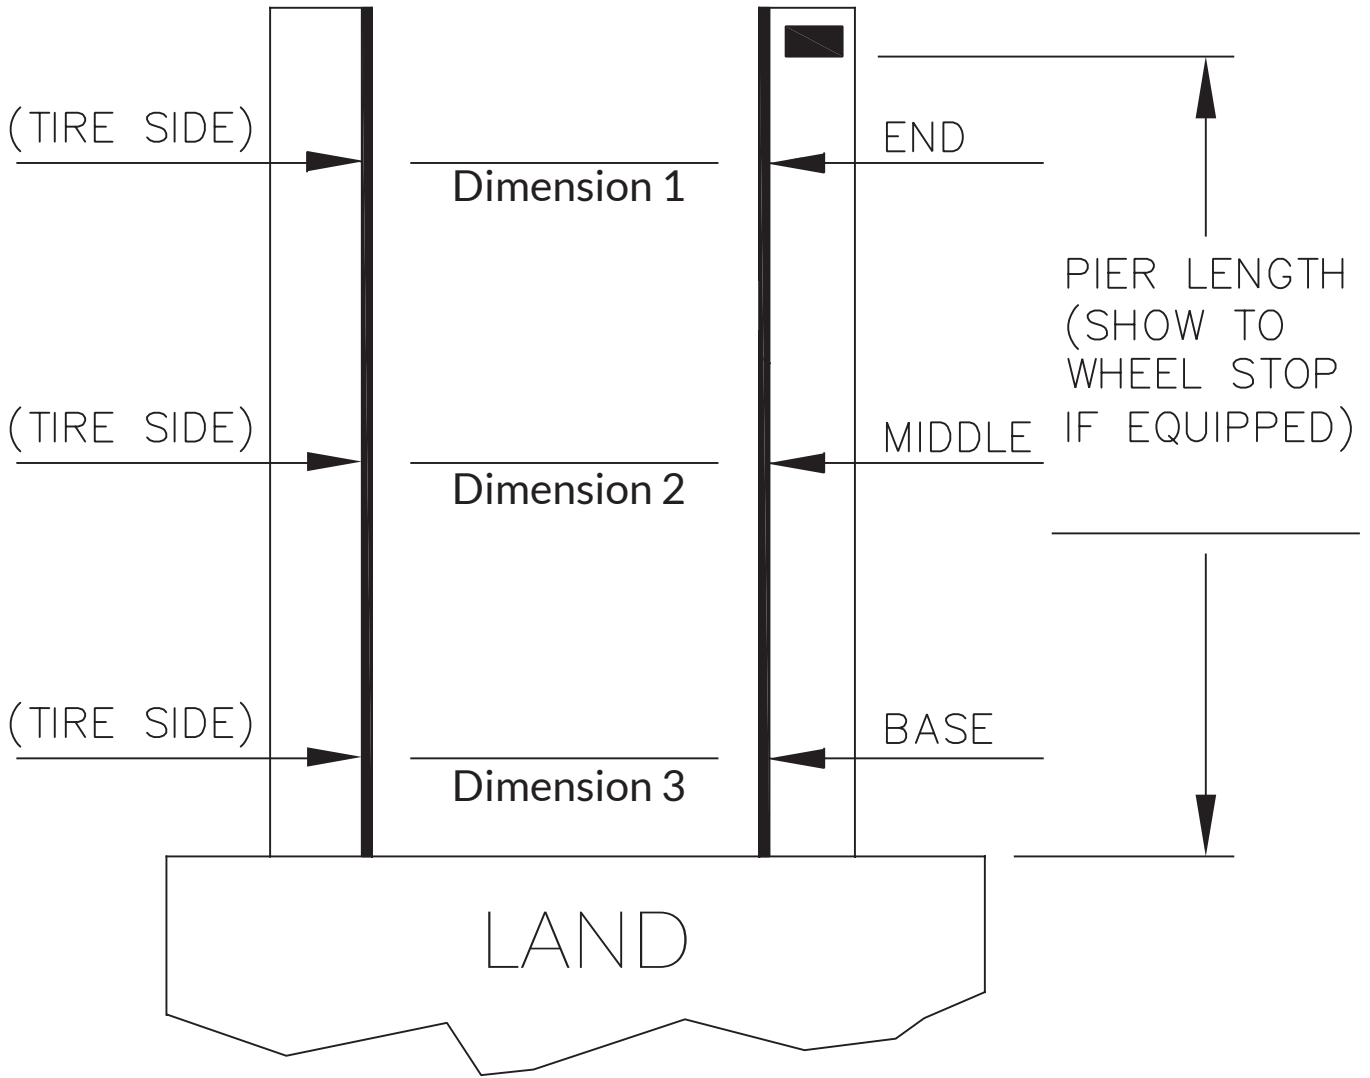 (TIRE SIDE)
END
Dimension 1
PIER LENGTH
(SHOW TO
WHEEL STOP
IF EQUIPPED)
(TIRE SIDE)
MIDDLE
Dimension 2
(TIRE SIDE)
BASE
Dimension 3
LAND